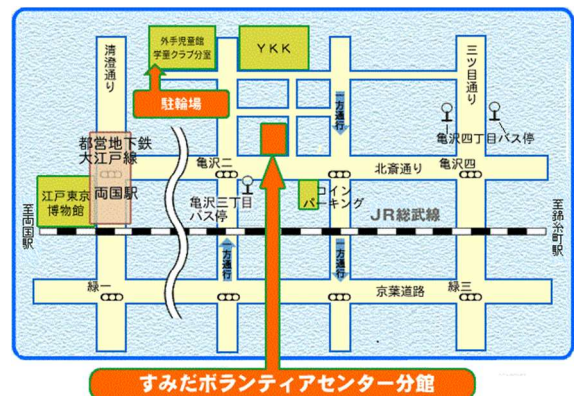 外手児童館
学童クラブ分室
YKK
清澄通り
三ツ目通り
駐輪場
一方通行
都営地下鉄
大江戸線
両国駅
亀沢四丁目バス停
亀沢二
北斎通り
亀沢四
江戸東京
博物館
亀沢三丁目
バス停
コイン
パーキング
至両国駅
JR総武線
至錦糸町駅
一方通行
一方通行
緑一
京葉道路
緑三
すみだボランティアセンター分館